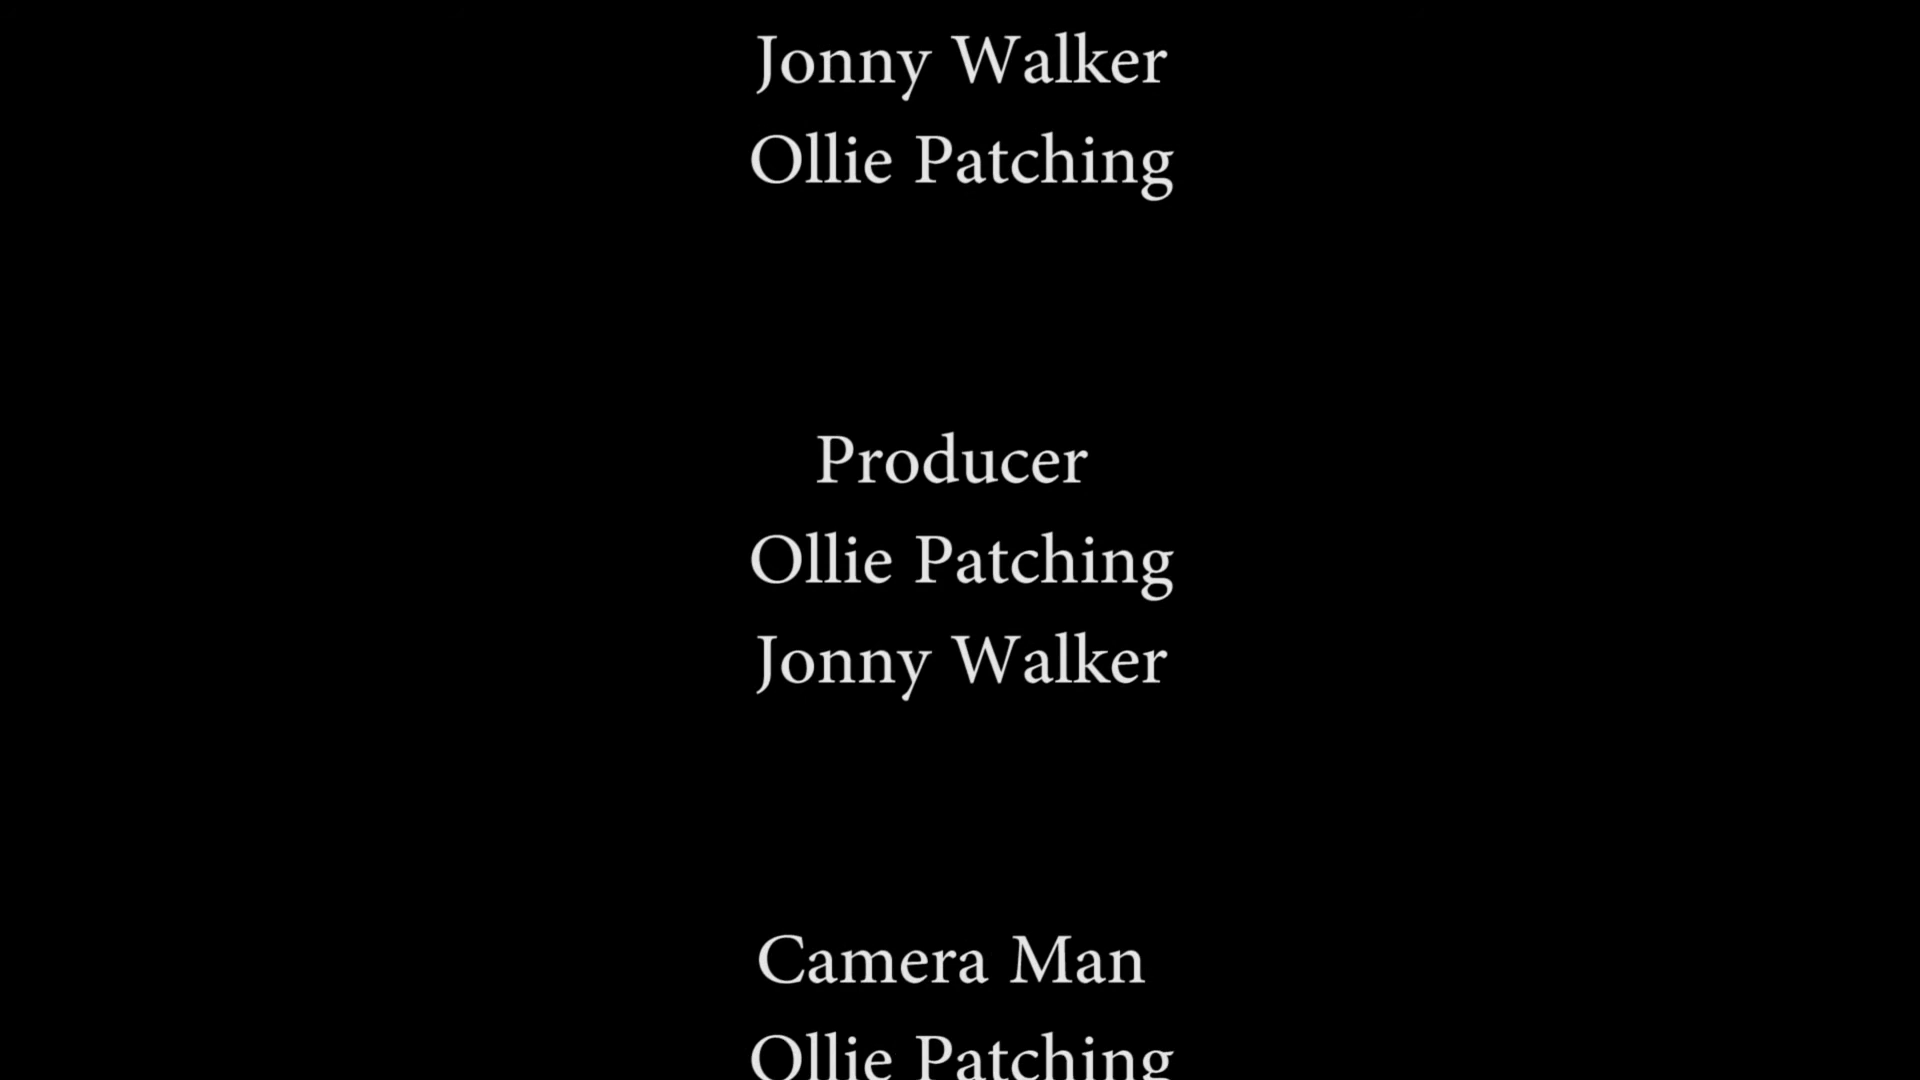 Jonny Walker
Ollie Patching
Producer
Ollie Patching
Jonny Walker
Camera Man
Ollie Patching